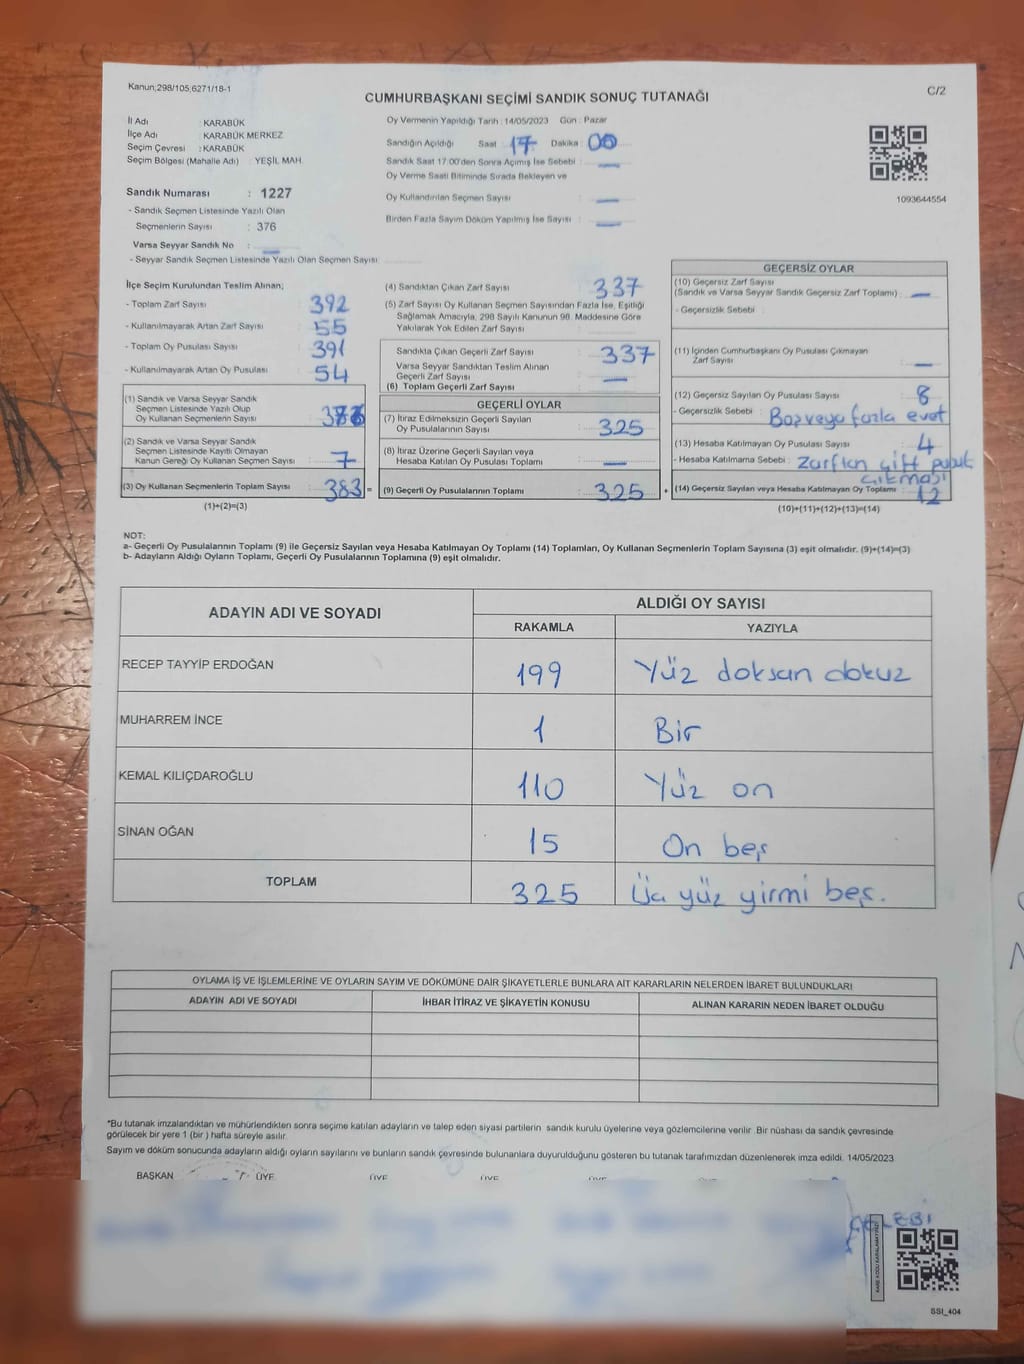 Kanun;298/105,6271/18-1
C/2
CUMHURBAŞKANI SEÇİMİ SANDIK SONUÇ TUTANAĞI
İl Adı : KARABÜK
İlçe Adı : KARABÜK MERKEZ
Seçim Çevresi : KARABÜK
Seçim Bölgesi (Mahalle Adı) : YEŞİL MAH.
Sandık Numarası : 1227
- Sandık Seçmen Listesinde Yazılı Olan
Seçmenlerin Sayısı : 376
Varsa Seyyar Sandık No : —
- Seyyar Sandık Seçmen Listesinde Yazılı Olan Seçmen Sayısı:
Oy Vermenin Yapıldığı Tarih : 14/05/2023 Gün : Pazar
Sandığın Açıldığı Saat : 17 Dakika : 00
Sandık Saat 17:00'den Sonra Açılmış İse Sebebi : —
Oy Verme Saati Bitiminde Sırada Bekleyen ve
Oy Kullandırılan Seçmen Sayısı : —
Birden Fazla Sayım Döküm Yapılmış İse Sayısı : —
1093644554
İlçe Seçim Kurulundan Teslim Alınan;
- Toplam Zarf Sayısı : 392
- Kullanılmayarak Artan Zarf Sayısı : 55
- Toplam Oy Pusulası Sayısı : 391
- Kullanılmayarak Artan Oy Pusulası : 54
(1) Sandık ve Varsa Seyyar Sandık
Seçmen Listesinde Yazılı Olup
Oy Kullanan Seçmenlerin Sayısı : 376
(2) Sandık ve Varsa Seyyar Sandık
Seçmen Listesinde Kayıtlı Olmayan
Kanun Gereği Oy Kullanan Seçmen Sayısı : 7
(3) Oy Kullanan Seçmenlerin Toplam Sayısı : 383 =
(1)+(2)=(3)
(4) Sandıktan Çıkan Zarf Sayısı : 337
(5) Zarf Sayısı Oy Kullanan Seçmen Sayısından Fazla İse, Eşitliği
Sağlamak Amacıyla, 298 Sayılı Kanunun 98. Maddesine Göre
Yakılarak Yok Edilen Zarf Sayısı :
Sandıkta Çıkan Geçerli Zarf Sayısı : 337
Varsa Seyyar Sandıktan Teslim Alınan
Geçerli Zarf Sayısı : —
(6) Toplam Geçerli Zarf Sayısı :
GEÇERLİ OYLAR
(7) İtiraz Edilmeksizin Geçerli Sayılan
Oy Pusulalarının Sayısı : 325
(8) İtiraz Üzerine Geçerli Sayılan veya
Hesaba Katılan Oy Pusulası Toplamı : —
(9) Geçerli Oy Pusulalarının Toplamı : 325 +
GEÇERSİZ OYLAR
(10) Geçersiz Zarf Sayısı
(Sandık ve Varsa Seyyar Sandık Geçersiz Zarf Toplamı) : —
- Geçersizlik Sebebi :
(11) İçinden Cumhurbaşkanı Oy Pusulası Çıkmayan
Zarf Sayısı : —
(12) Geçersiz Sayılan Oy Pusulası Sayısı : 8
- Geçersizlik Sebebi : Boş veya fazla evet
(13) Hesaba Katılmayan Oy Pusulası Sayısı : 4
- Hesaba Katılmama Sebebi : Zarftan çift
çıkması
(14) Geçersiz Sayılan veya Hesaba Katılmayan Oy Toplamı : 12
(10)+(11)+(12)+(13)=(14)
NOT:
a- Geçerli Oy Pusulalarının Toplamı (9) ile Geçersiz Sayılan veya Hesaba Katılmayan Oy Toplamı (14) Toplamları, Oy Kullanan Seçmenlerin Toplam Sayısına (3) eşit olmalıdır. (9)+(14)=(3)
b- Adayların Aldığı Oyların Toplamı, Geçerli Oy Pusulalarının Toplamına (9) eşit olmalıdır.
ADAYIN ADI VE SOYADI
ALDIĞI OY SAYISI
RAKAMLA YAZIYLA
RECEP TAYYİP ERDOĞAN 199 Yüz doksan dokuz
MUHARREM İNCE 1 Bir
KEMAL KILIÇDAROĞLU 110 Yüz on
SİNAN OĞAN 15 On beş
TOPLAM 325 Üç yüz yirmi beş.
OYLAMA İŞ VE İŞLEMLERİNE VE OYLARIN SAYIM VE DÖKÜMÜNE DAİR ŞİKAYETLERLE BUNLARA AİT KARARLARIN NELERDEN İBARET BULUNDUKLARI
ADAYIN ADI VE SOYADI İHBAR İTİRAZ VE ŞİKAYETİN KONUSU ALINAN KARARIN NEDEN İBARET OLDUĞU
*Bu tutanak imzalandıktan ve mühürlendikten sonra seçime katılan adayların ve talep eden siyasi partilerin sandık kurulu üyelerine veya gözlemcilerine verilir. Bir nüshası da sandık çevresinde
görülecek bir yere 1 (bir) hafta süreyle asılır.
Sayım ve döküm sonucunda adayların aldığı oyların sayılarını ve bunların sandık çevresinde bulunanlara duyurulduğunu gösteren bu tutanak tarafımızdan düzenlenerek imza edildi. 14/05/2023
BAŞKAN ÜYE ÜYE ÜYE ÜYE
SSI_404